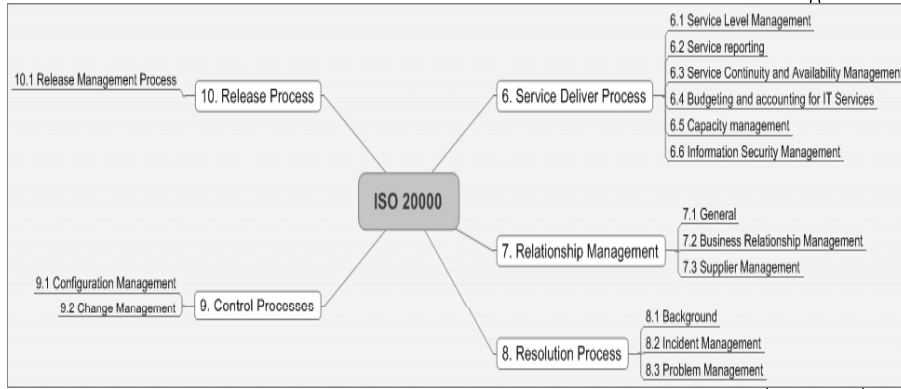 6.1 Service Level Management
6.2 Service reporting
10.1 Release Management Process
10. Release Process
6. Service Deliver Process
6.3 Service Continuity and Availability Management
6.4 Budgeting and accounting for IT Services
6.5 Capacity management
6.6 Information Security Management
ISO 20000
7. Relationship Management
7.1 General
7.2 Business Relationship Management
7.3 Supplier Management
9.1 Configuration Management
9.2 Change Management
9. Control Processes
8. Resolution Process
8.1 Background
8.2 Incident Management
8.3 Problem Management